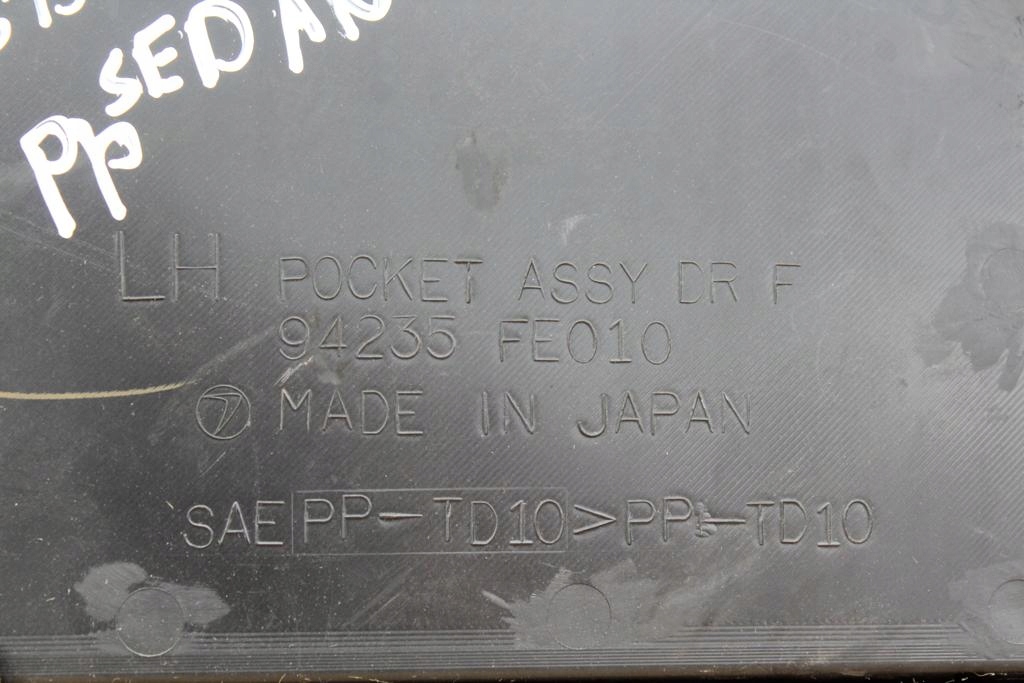 SEDAN
PP
LH POCKET ASSY DR F
94235 FE010
MADE IN JAPAN
SAE PP-TD10 >PP-TD10